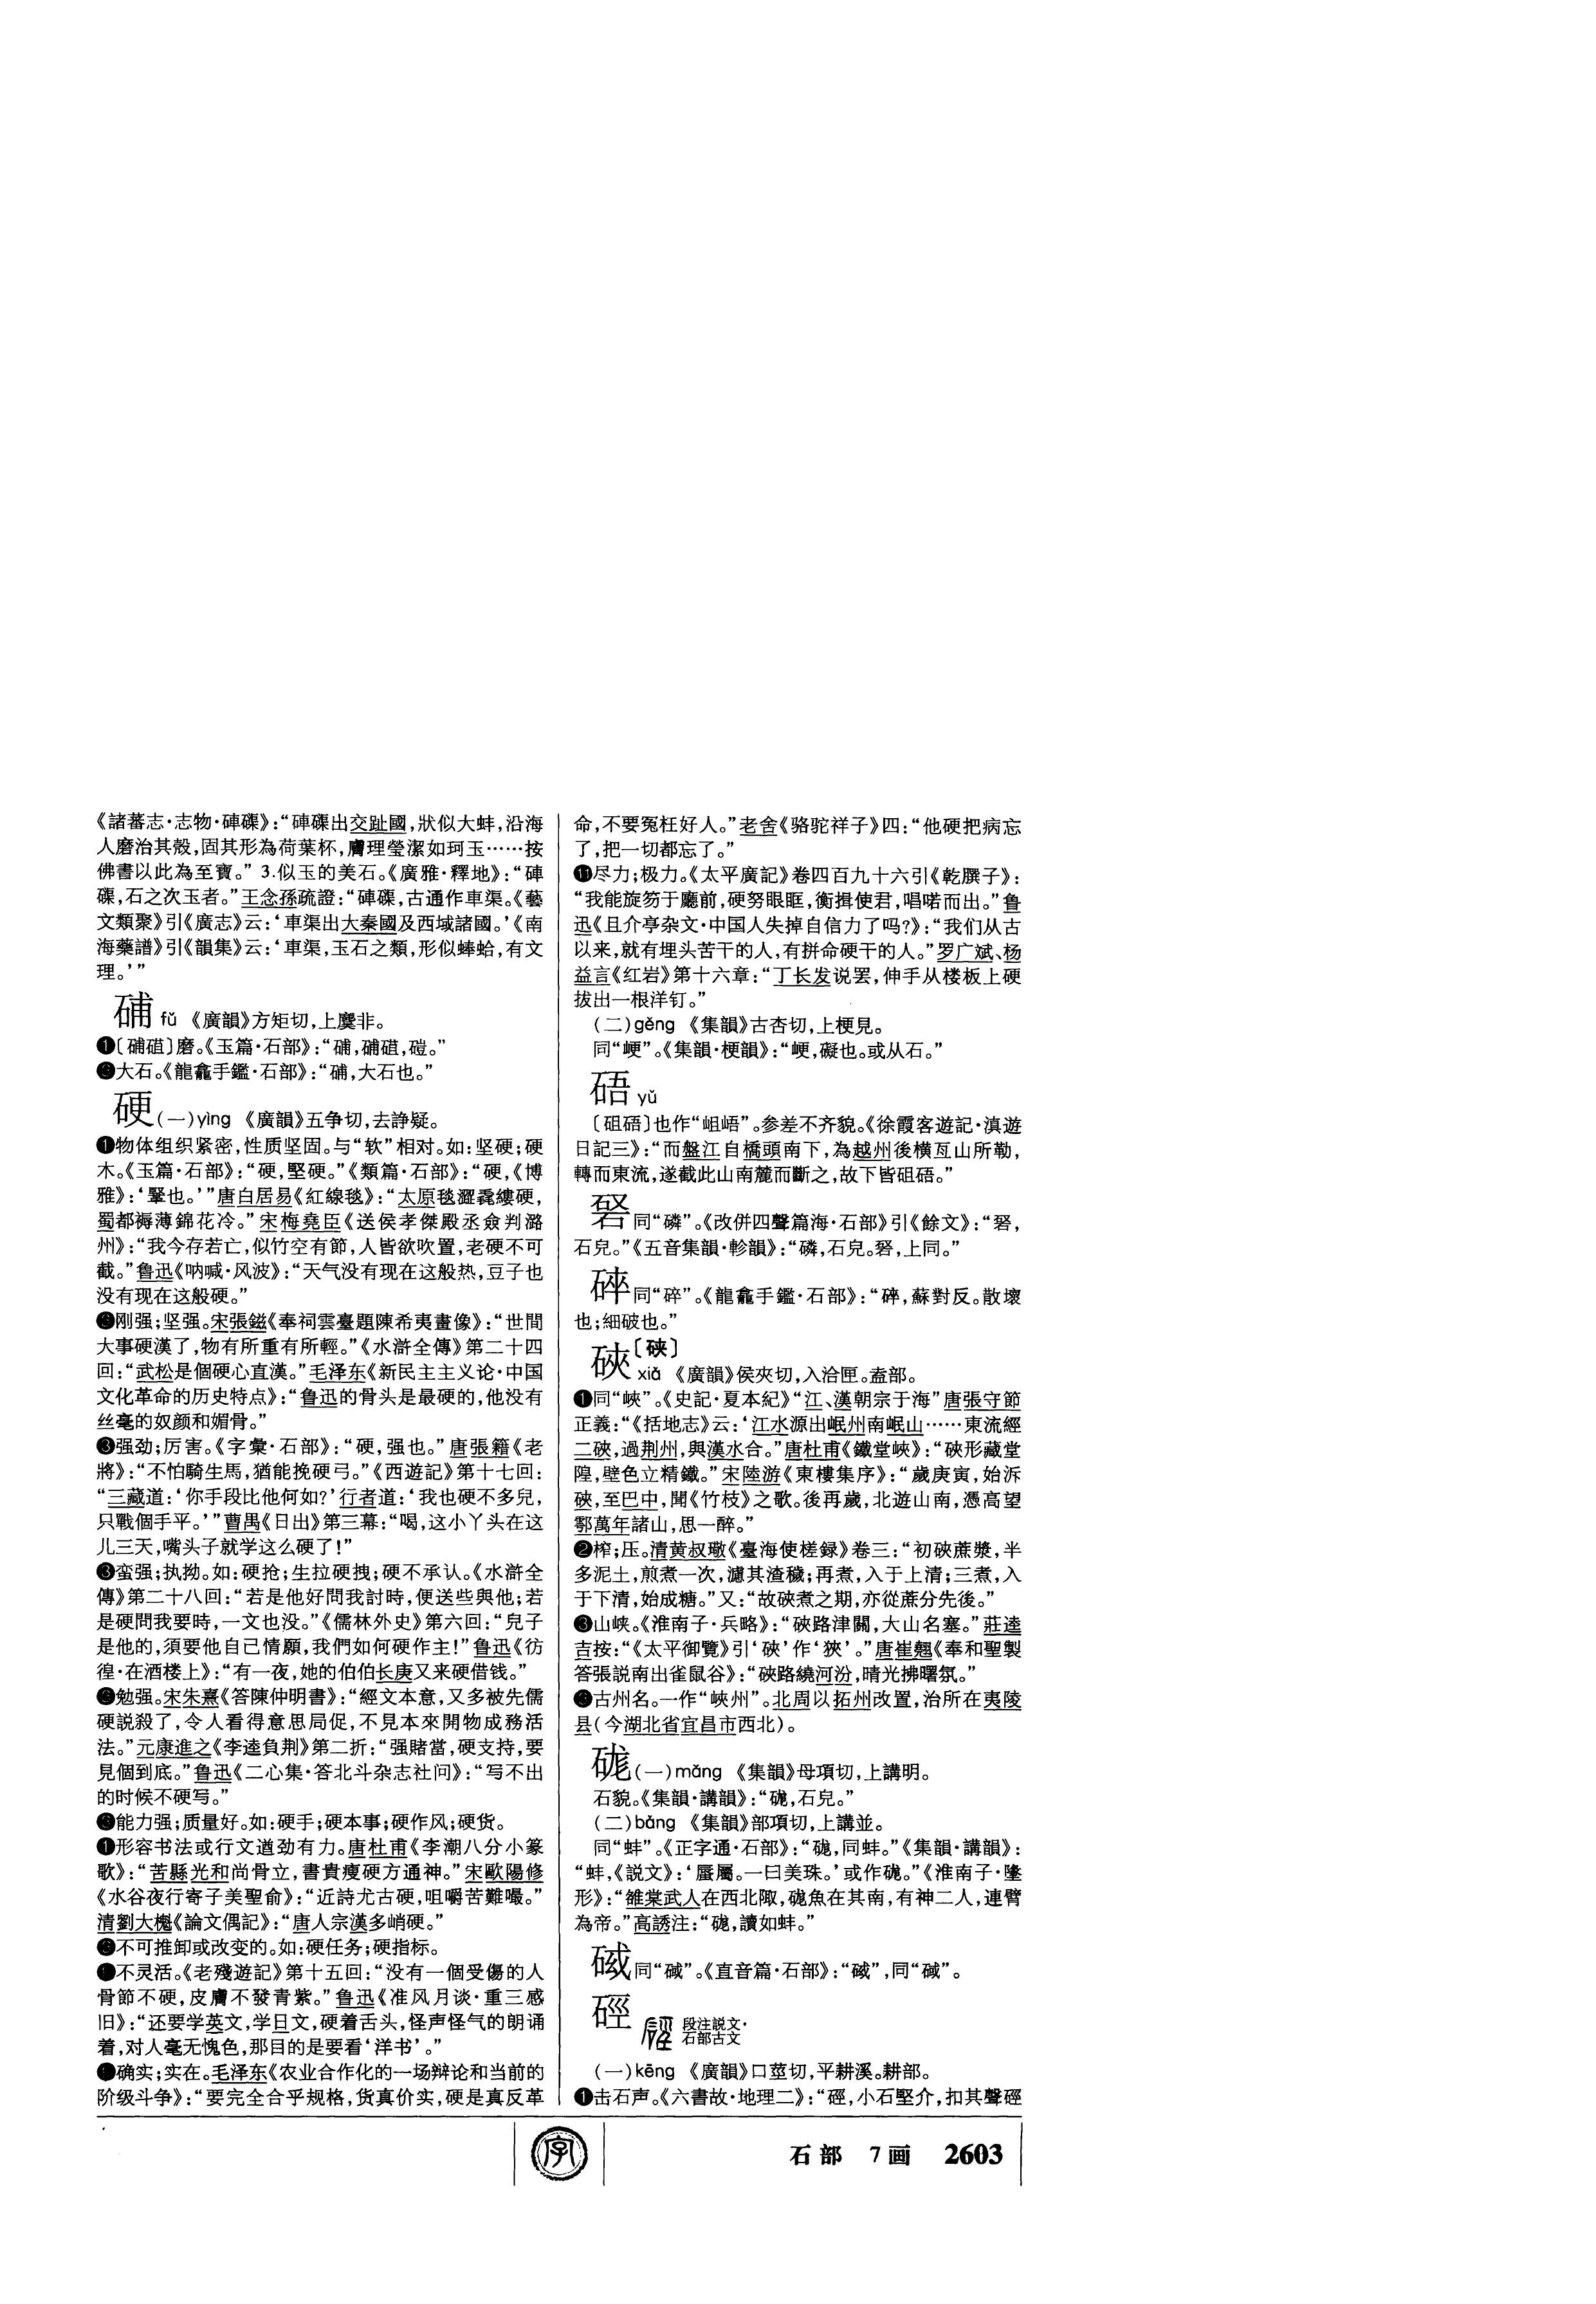 《諸蕃志·志物·硨磲》：“硨磲出交趾國，狀似大蚌，沿海
人磨治其殼，因其形為荷葉杯，膚理瑩潔如珂玉……按
佛書以此為至寶。” 3.似玉的美石。《廣雅·釋地》：“硨
磲，石之次玉者。”王念孫疏證：“硨磲，古通作車渠。《藝
文類聚》引《廣志》云：‘車渠出大秦國及西域諸國。’《南
海藥譜》引《韻集》云：‘車渠，玉石之類，形似蜯蛤，有文
理。’”
砩 fǔ 《廣韻》方矩切，上麌非。
❶〔𥑢䃔〕磨。《玉篇·石部》：
大石。《龍龕手鑑·石部》：“大石也。”
硬(一)yìng 《廣韻》五争切，去諍疑。
❶物体组织紧密，性质坚固。与“软”相对。如：坚硬；硬
木。《玉篇·石部》：“硬，堅硬。”《類篇·石部》：“硬，《博
雅》：‘鞏也。’”唐白居易《紅線毯》：“太原毯澀毳縷硬，
蜀都褥薄錦花冷。”宋梅堯臣《送侯孝傑殿丞僉判潞
州》：“我今存若亡，似竹空有節，人皆欲吹置，老硬不可
截。”鲁迅《呐喊·风波》：“天气没有现在这般热，豆子也
没有现在这般硬。”
刚强；坚强。宋張鎡《奉祠雲臺題陳希夷畫像》：“世間
大事硬漢了，物有所重有所輕。”《水滸全傳》第二十四
回：“武松是個硬心直漢。”毛泽东《新民主主义论·中国
文化革命的历史特点》：“鲁迅的骨头是最硬的，他没有
丝毫的奴颜和媚骨。”
❸强劲；厉害。《字彙·石部》：“硬，强也。”唐張籍《老
將》：“不怕騎生馬，猶能挽硬弓。”《西遊記》第十七回：
“三藏道：‘你手段比他何如？’行者道：‘我也硬不多兒，
只戰個手平。’”曹禺《日出》第三幕：“喝，这小丫头在这
儿三天，嘴头子就学这么硬了！”
❸蛮强；执拗。如：硬抢；生拉硬拽；硬不承认。《水滸全
傳》第二十八回：“若是他好問我討時，便送些與他；若
是硬問我要時，一文也没。”《儒林外史》第六回：“兒子
是他的，須要他自己情願，我們如何硬作主！”鲁迅《彷
徨·在酒楼上》：“有一夜，她的伯伯长庚又来硬借钱。”
勉强。宋朱熹《答陳仲明書》：“經文本意，又多被先儒
硬説殺了，令人看得意思局促，不見本來開物成務活
法。”元康進之《李逵負荆》第二折：“强賭當，硬支持，要
見個到底。”鲁迅《二心集·答北斗杂志社问》：“写不出
的时候不硬写。”
能力强；质量好。如：硬手；硬本事；硬作风；硬货。
形容书法或行文遒劲有力。唐杜甫《李潮八分小篆
歌》：“苦縣光和尚骨立，書貴瘦硬方通神。”宋歐陽修
《水谷夜行寄子美聖俞》：“近詩尤古硬，咀嚼苦難嘬。”
清劉大櫆《論文偶記》：“唐人宗漢多峭硬。”
不可推卸或改变的。如：硬任务；硬指标。
不灵活。《老殘遊記》第十五回：“没有一個受傷的人
骨節不硬，皮膚不發青紫。”鲁迅《准风月谈·重三感
旧》：“还要学英文，学日文，硬着舌头，怪声怪气的朗诵
着，对人毫无愧色，那目的是要看‘洋书’。”
确实；实在。毛泽东《农业合作化的一场辩论和当前的
阶级斗争》：“要完全合乎规格，货真价实，硬是真反革
命，不要冤枉好人。”老舍《骆驼祥子》四：“他硬把病忘
了，把一切都忘了。”
⓫尽力；极力。《太平廣記》卷四百九十六引《乾𦠆子》：
“我能旋笏于廳前，硬努眼眶，衡揖使君，唱喏而出。”鲁
迅《且介亭杂文·中国人失掉自信力了吗？》：“我们从古
以来，就有埋头苦干的人，有拼命硬干的人。”罗广斌、杨
益言《红岩》第十六章：“丁长发说罢，伸手从楼板上硬
拔出一根洋钉。”
(二)gěng 《集韻》古杏切，上梗見。
同“峺”。《集韻·梗韻》：“峺，礙也。或从石。”
硞 yǔ
也作“岨峿”。参差不齐貌。《徐霞客遊記·滇遊
日記三》：“而盤江自橋頭南下，為越州後横亙山所勒，
轉而東流，遂截此山南麓而斷之，故下皆
同“磷”。《改併四聲篇海·石部》引《餘文》：
石皃。”《五音集韻·軫韻》：“磷，石皃。上同。”
同“碎”。《龍龕手鑑·石部》：“蘇對反。散壞
也；細破也。”
硤〔硖〕
xiá 《廣韻》侯夾切，入洽匣。盍部。
❶同“峽”。《史記·夏本紀》“江、漢朝宗于海”唐張守節
正義：“《括地志》云：‘江水源出岷州南岷山……東流經
二硤，過荆州，與漢水合。”唐杜甫《鐵堂峽》：“硤形藏堂
隍，壁色立精鐵。”宋陸游《東樓集序》：“歲庚寅，始泝
硤，至巴中，聞《竹枝》之歌。後再歲，北遊山南，憑高望
鄠萬年諸山，思一醉。”
❷榨；压。清黄叔璥《臺海使槎録》卷三：“初硤蔗漿，半
多泥土，煎煮一次，濾其渣穢；再煮，入于上清；三煮，入
于下清，始成糖。”又：“故硤煮之期，亦從蔗分先後。”
❸山峡。《淮南子·兵略》：“硤路津關，大山名塞。”莊逵
吉按：“《太平御覽》引‘硤’作‘狹’。”唐崔翹《奉和聖製
答張説南出雀鼠谷》：“硤路繞河汾，晴光拂曙氛。”
古州名。一作“峽州”。北周以拓州改置，治所在夷陵
县（今湖北省宜昌市西北）。
硥(一)mǎng 《集韻》母項切，上講明。
石貌。《集韻·講韻》：“硥，石皃。”
(二)bàng 《集韻》部項切，上講並。
同“蚌”。《正字通·石部》：“硥，同蚌。”《集韻·講韻》：
“蚌，《説文》：‘蜃屬。一曰美珠。’或作硥。”《淮南子·墬
形》：“雒棠武人在西北陬，硥魚在其南，有神二人，連臂
為帝。”高誘注：“硥，讀如蚌。”
同“碱”。《直音篇·石部》：同“碱”。
硜
段注説文·
石部古文
(一)kēng 《廣韻》口莖切，平耕溪。耕部。
❶击石声。《六書故·地理二》：“硜，小石堅介，扣其聲硜
字
石部 7画 2603